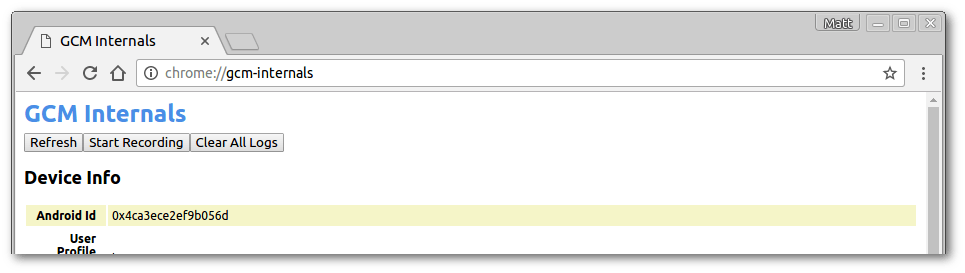 Matt
GCM Internals
chrome://gcm-internals
GCM Internals
Refresh Start Recording Clear All Logs
Device Info
Android Id 0x4ca3ece2ef9b056d
User
Profile